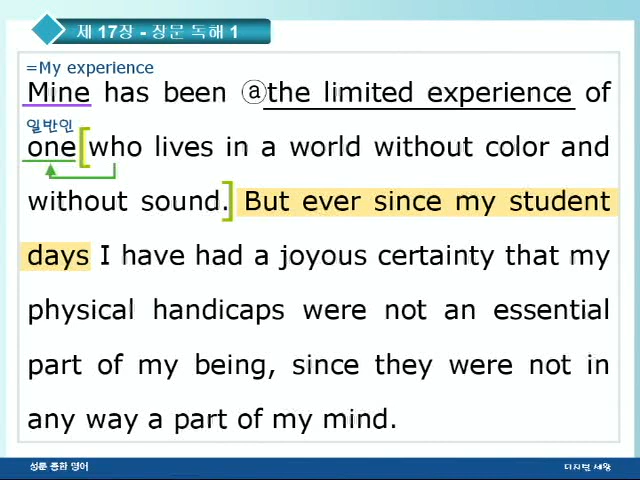 제 17장 - 장문 독해 1
=My experience
Mine has been ⓐthe limited experience of
일반인
one[who lives in a world without color and
without sound.] But ever since my student
days I have had a joyous certainty that my
physical handicaps were not an essential
part of my being, since they were not in
any way a part of my mind.
성문 종합 영어
디지털 세왕